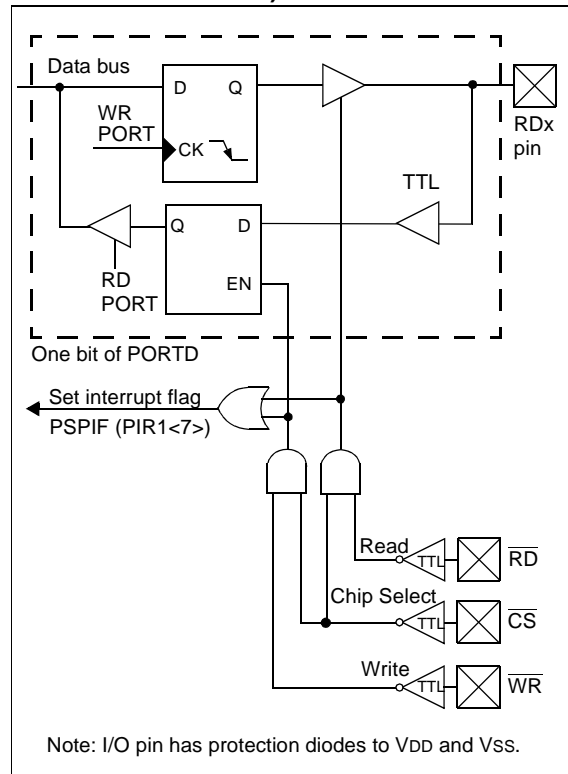 Data bus
D Q
WR
PORT
CK
RDx
pin
TTL
Q D
EN
RD
PORT
One bit of PORTD
Set interrupt flag
PSPIF (PIR1<7>)
Read
TTL
RD
Chip Select
TTL
CS
Write
TTL
WR
Note: I/O pin has protection diodes to VDD and VSS.